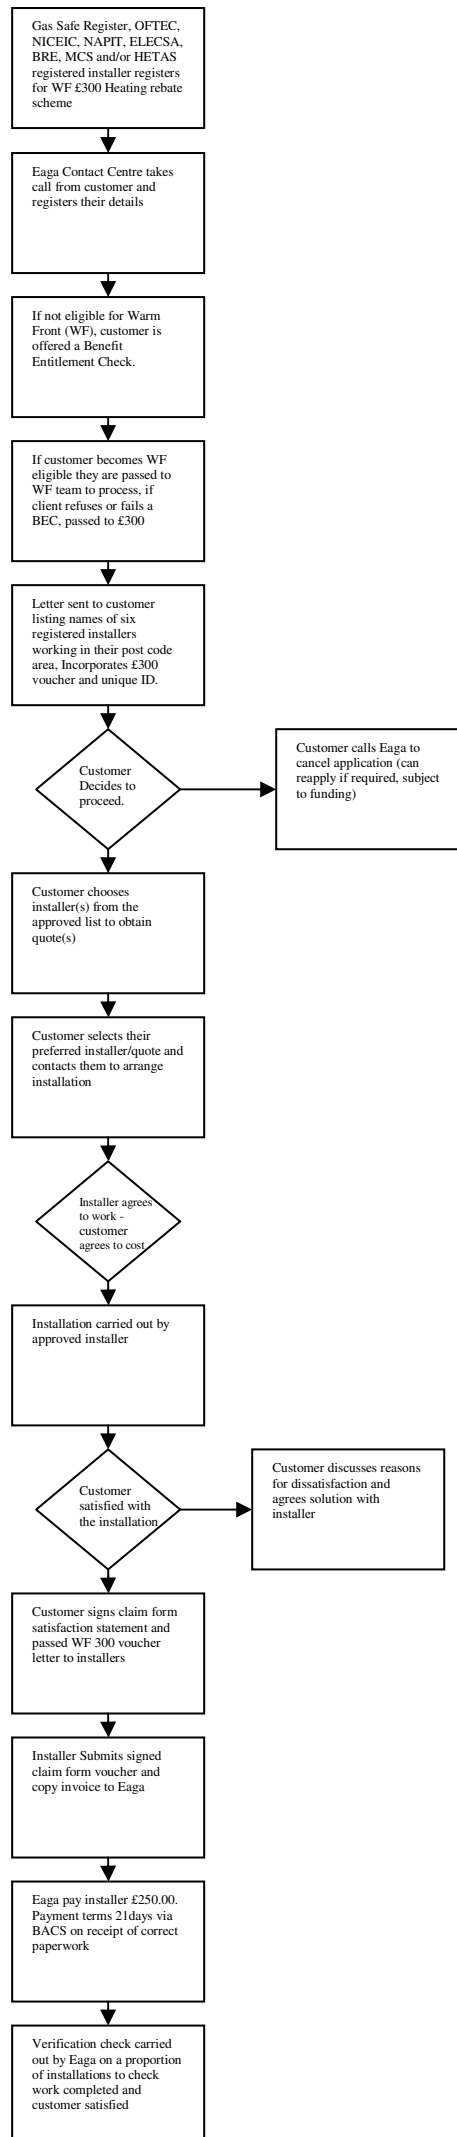 Gas Safe Register, OFTEC,
NICEIC, NAPIT, ELECSA,
BRE, MCS and/or HETAS
registered installer registers
for WF £300 Heating rebate
scheme
Eaga Contact Centre takes
call from customer and
registers their details
If not eligible for Warm
Front (WF), customer is
offered a Benefit
Entitlement Check.
If customer becomes WF
eligible they are passed to
WF team to process, if
client refuses or fails a
BEC, passed to £300
Letter sent to customer
listing names of six
registered installers
working in their post code
area, Incorporates £300
voucher and unique ID.
Customer
Decides to
proceed.
Customer calls Eaga to
cancel application (can
reapply if required, subject
to funding)
Customer chooses
installer(s) from the
approved list to obtain
quote(s)
Customer selects their
preferred installer/quote and
contacts them to arrange
installation
Installer agrees
to work -
customer
agrees to cost
Installation carried out by
approved installer
Customer
satisfied with
the installation
Customer discusses reasons
for dissatisfaction and
agrees solution with
installer
Customer signs claim form
satisfaction statement and
passed WF 300 voucher
letter to installers
Installer Submits signed
claim form voucher and
copy invoice to Eaga
Eaga pay installer £250.00.
Payment terms 21days via
BACS on receipt of correct
paperwork
Verification check carried
out by Eaga on a proportion
of installations to check
work completed and
customer satisfied